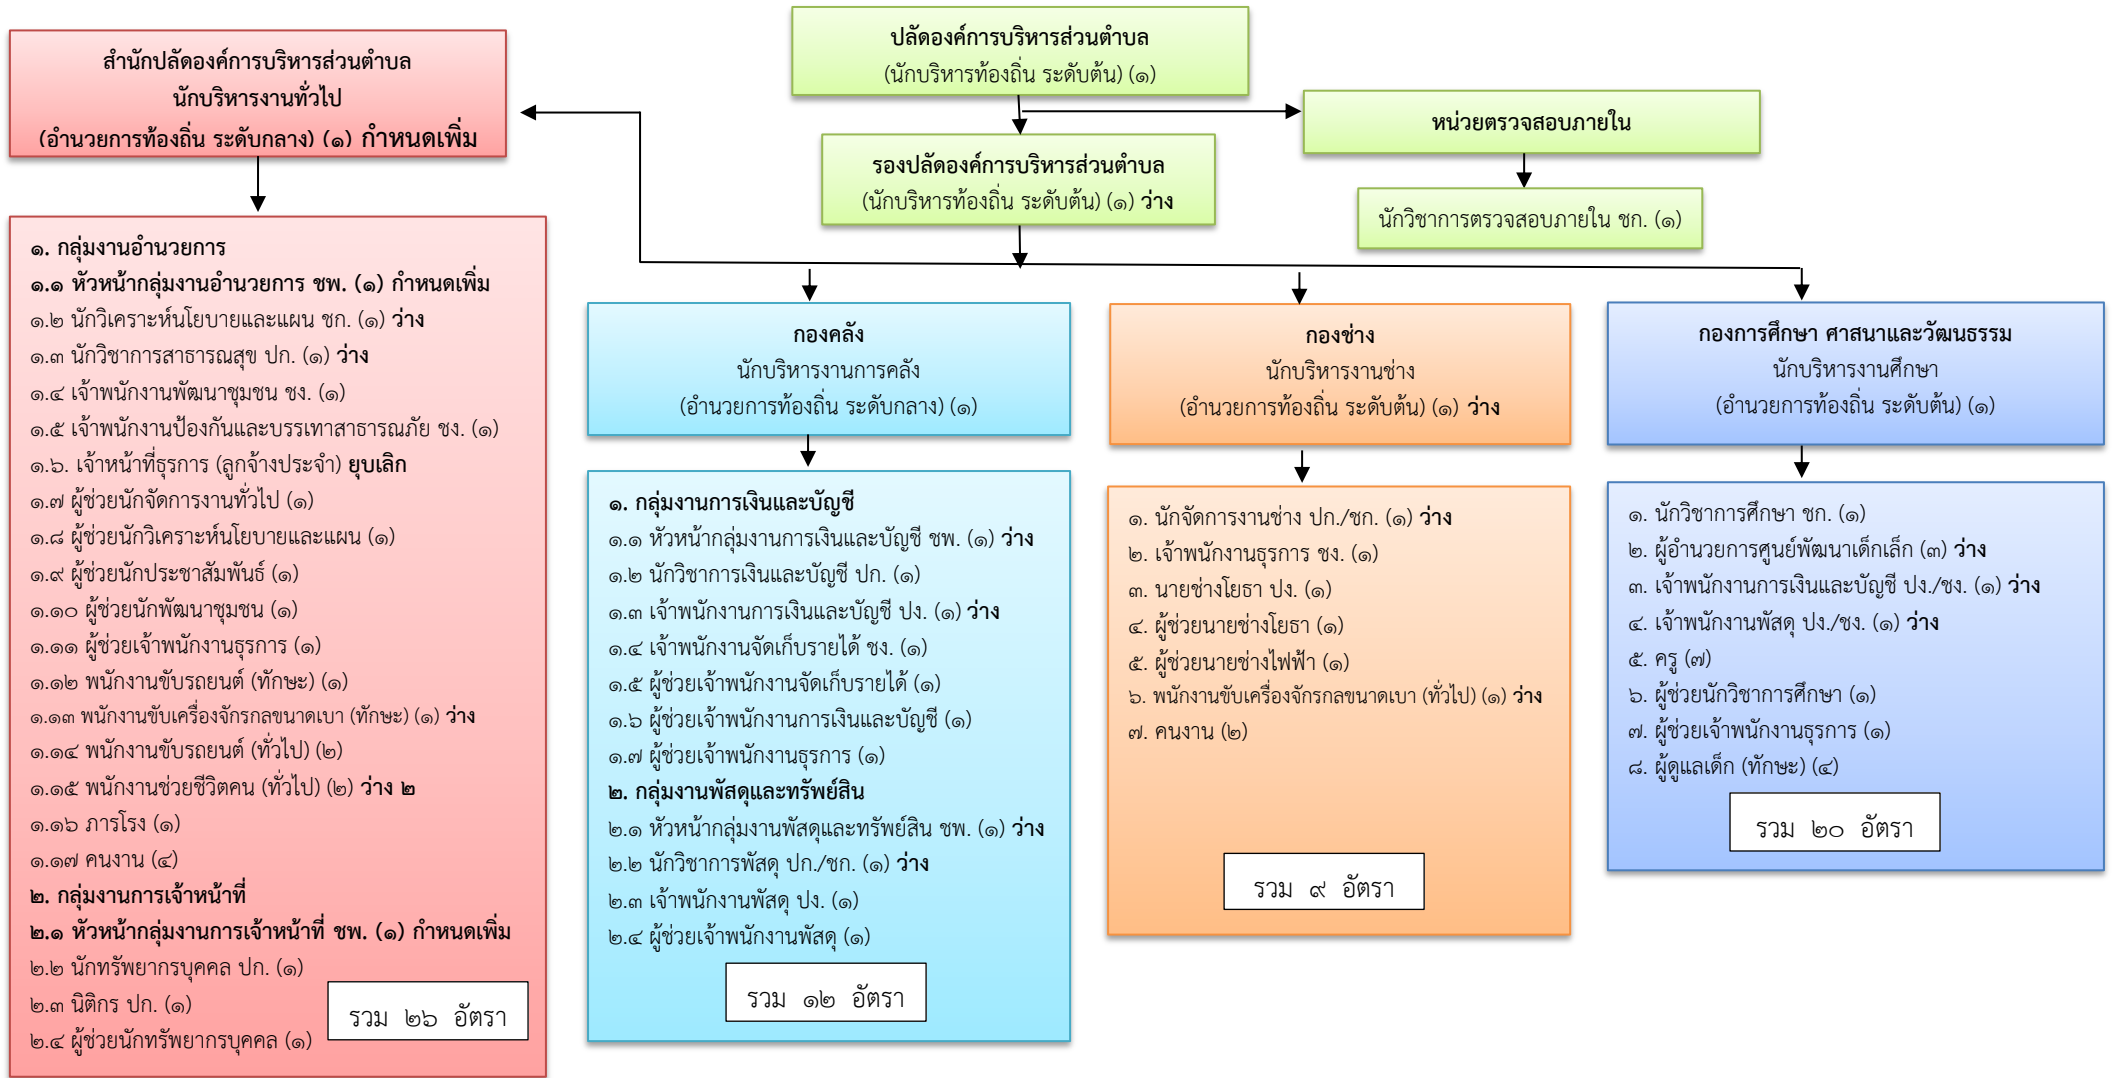 สำนักปลัดองค์การบริหารส่วนตำบล
นักบริหารงานทั่วไป
(อำนวยการท้องถิ่น ระดับกลาง) (๑) กำหนดเพิ่ม
ปลัดองค์การบริหารส่วนตำบล
(นักบริหารท้องถิ่น ระดับต้น) (๑)
หน่วยตรวจสอบภายใน
รองปลัดองค์การบริหารส่วนตำบล
(นักบริหารท้องถิ่น ระดับต้น) (๑) ว่าง
นักวิชาการตรวจสอบภายใน ชก. (๑)
๑. กลุ่มงานอำนวยการ
๑.๑ หัวหน้ากลุ่มงานอำนวยการ ชพ. (๑) กำหนดเพิ่ม
๑.๒ นักวิเคราะห์นโยบายและแผน ชก. (๑) ว่าง
๑.๓ นักวิชาการสาธารณสุข ปก. (๑) ว่าง
๑.๔ เจ้าพนักงานพัฒนาชุมชน ชง. (๑)
๑.๕ เจ้าพนักงานป้องกันและบรรเทาสาธารณภัย ชง. (๑)
๑.๖. เจ้าหน้าที่ธุรการ (ลูกจ้างประจำ) ยุบเลิก
๑.๗ ผู้ช่วยนักจัดการงานทั่วไป (๑)
๑.๘ ผู้ช่วยนักวิเคราะห์นโยบายและแผน (๑)
๑.๙ ผู้ช่วยนักประชาสัมพันธ์ (๑)
๑.๑๐ ผู้ช่วยนักพัฒนาชุมชน (๑)
๑.๑๑ ผู้ช่วยเจ้าพนักงานธุรการ (๑)
๑.๑๒ พนักงานขับรถยนต์ (ทักษะ) (๑)
๑.๑๓ พนักงานขับเครื่องจักรกลขนาดเบา (ทักษะ) (๑) ว่าง
๑.๑๔ พนักงานขับรถยนต์ (ทั่วไป) (๒)
๑.๑๕ พนักงานช่วยชีวิตคน (ทั่วไป) (๒) ว่าง ๒
๑.๑๖ ภารโรง (๑)
๑.๑๗ คนงาน (๔)
๒. กลุ่มงานการเจ้าหน้าที่
๒.๑ หัวหน้ากลุ่มงานการเจ้าหน้าที่ ชพ. (๑) กำหนดเพิ่ม
๒.๒ นักทรัพยากรบุคคล ปก. (๑)
๒.๓ นิติกร ปก. (๑)
๒.๔ ผู้ช่วยนักทรัพยากรบุคคล (๑)
รวม ๒๖ อัตรา
กองคลัง
นักบริหารงานการคลัง
(อำนวยการท้องถิ่น ระดับกลาง) (๑)
๑. กลุ่มงานการเงินและบัญชี
๑.๑ หัวหน้ากลุ่มงานการเงินและบัญชี ชพ. (๑) ว่าง
๑.๒ นักวิชาการเงินและบัญชี ปก. (๑)
๑.๓ เจ้าพนักงานการเงินและบัญชี ปง. (๑) ว่าง
๑.๔ เจ้าพนักงานจัดเก็บรายได้ ชง. (๑)
๑.๕ ผู้ช่วยเจ้าพนักงานจัดเก็บรายได้ (๑)
๑.๖ ผู้ช่วยเจ้าพนักงานการเงินและบัญชี (๑)
๑.๗ ผู้ช่วยเจ้าพนักงานธุรการ (๑)
๒. กลุ่มงานพัสดุและทรัพย์สิน
๒.๑ หัวหน้ากลุ่มงานพัสดุและทรัพย์สิน ชพ. (๑) ว่าง
๒.๒ นักวิชาการพัสดุ ปก./ชก. (๑) ว่าง
๒.๓ เจ้าพนักงานพัสดุ ปง. (๑)
๒.๔ ผู้ช่วยเจ้าพนักงานพัสดุ (๑)
รวม ๑๒ อัตรา
กองช่าง
นักบริหารงานช่าง
(อำนวยการท้องถิ่น ระดับต้น) (๑) ว่าง
๑. นักจัดการงานช่าง ปก./ชก. (๑) ว่าง
๒. เจ้าพนักงานธุรการ ชง. (๑)
๓. นายช่างโยธา ปง. (๑)
๔. ผู้ช่วยนายช่างโยธา (๑)
๕. ผู้ช่วยนายช่างไฟฟ้า (๑)
๖. พนักงานขับเครื่องจักรกลขนาดเบา (ทั่วไป) (๑) ว่าง
๗. คนงาน (๒)
รวม ๙ อัตรา
กองการศึกษา ศาสนาและวัฒนธรรม
นักบริหารงานศึกษา
(อำนวยการท้องถิ่น ระดับต้น) (๑)
๑. นักวิชาการศึกษา ชก. (๑)
๒. ผู้อำนวยการศูนย์พัฒนาเด็กเล็ก (๓) ว่าง
๓. เจ้าพนักงานการเงินและบัญชี ปง./ชง. (๑) ว่าง
๔. เจ้าพนักงานพัสดุ ปง./ชง. (๑) ว่าง
๕. ครู (๗)
๖. ผู้ช่วยนักวิชาการศึกษา (๑)
๗. ผู้ช่วยเจ้าพนักงานธุรการ (๑)
๘. ผู้ดูแลเด็ก (ทักษะ) (๔)
รวม ๒๐ อัตรา